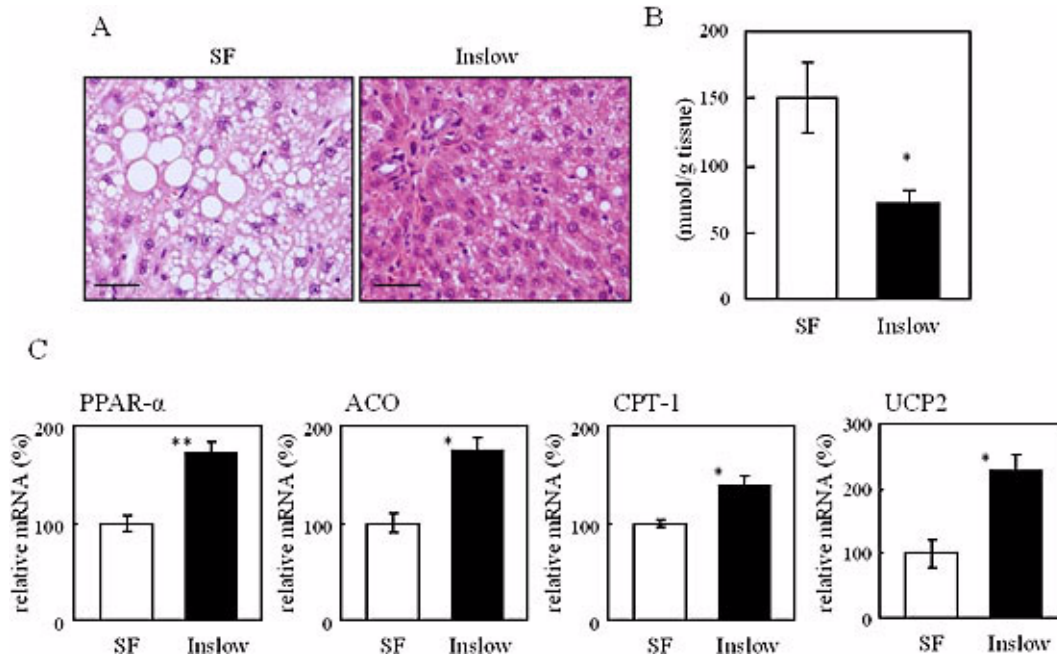 A
SF
Inslow
B
200
150
100
50
0
(mmol/g tissue)
*
SF
Inslow
C
PPAR-α
relative mRNA (%)
200
100
0
**
SF
Inslow
ACO
relative mRNA (%)
200
100
0
*
SF
Inslow
CPT-1
relative mRNA (%)
200
100
0
*
SF
Inslow
UCP2
relative mRNA (%)
300
200
100
0
*
SF
Inslow